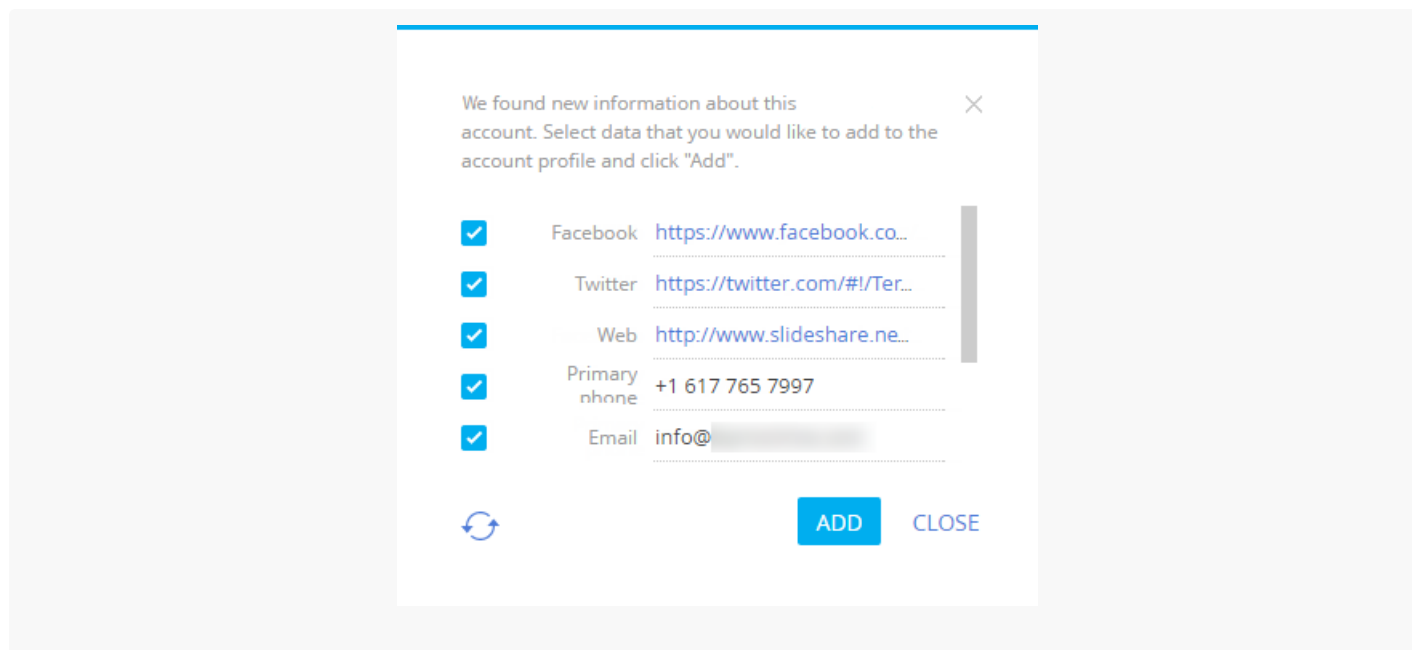 We found new information about this
account. Select data that you would like to add to the
account profile and click "Add".
Facebook https://www.facebook.co...
Twitter https://twitter.com/#!/Ter...
Web http://www.slideshare.ne...
Primary
phone +1 617 765 7997
Email info@
ADD CLOSE